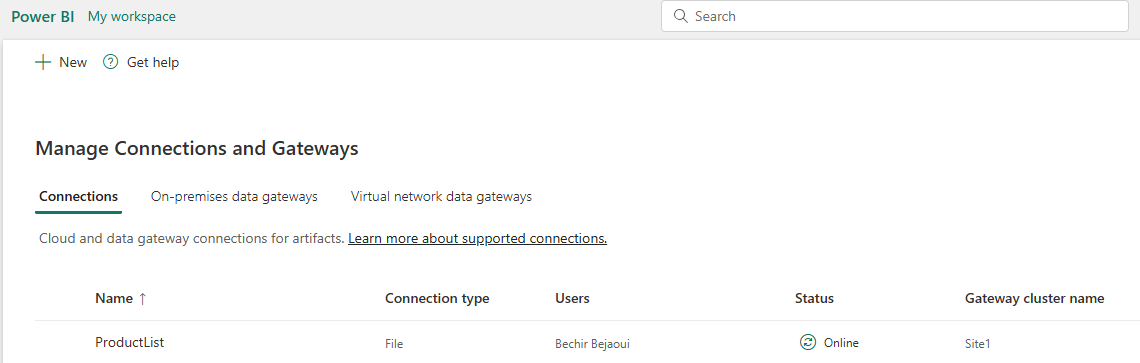 Power BI My workspace Search
New Get help
Manage Connections and Gateways
Connections On-premises data gateways Virtual network data gateways
Cloud and data gateway connections for artifacts. Learn more about supported connections.
Name ↑ Connection type Users Status Gateway cluster name
ProductList File Bechir Bejaoui Online Site1